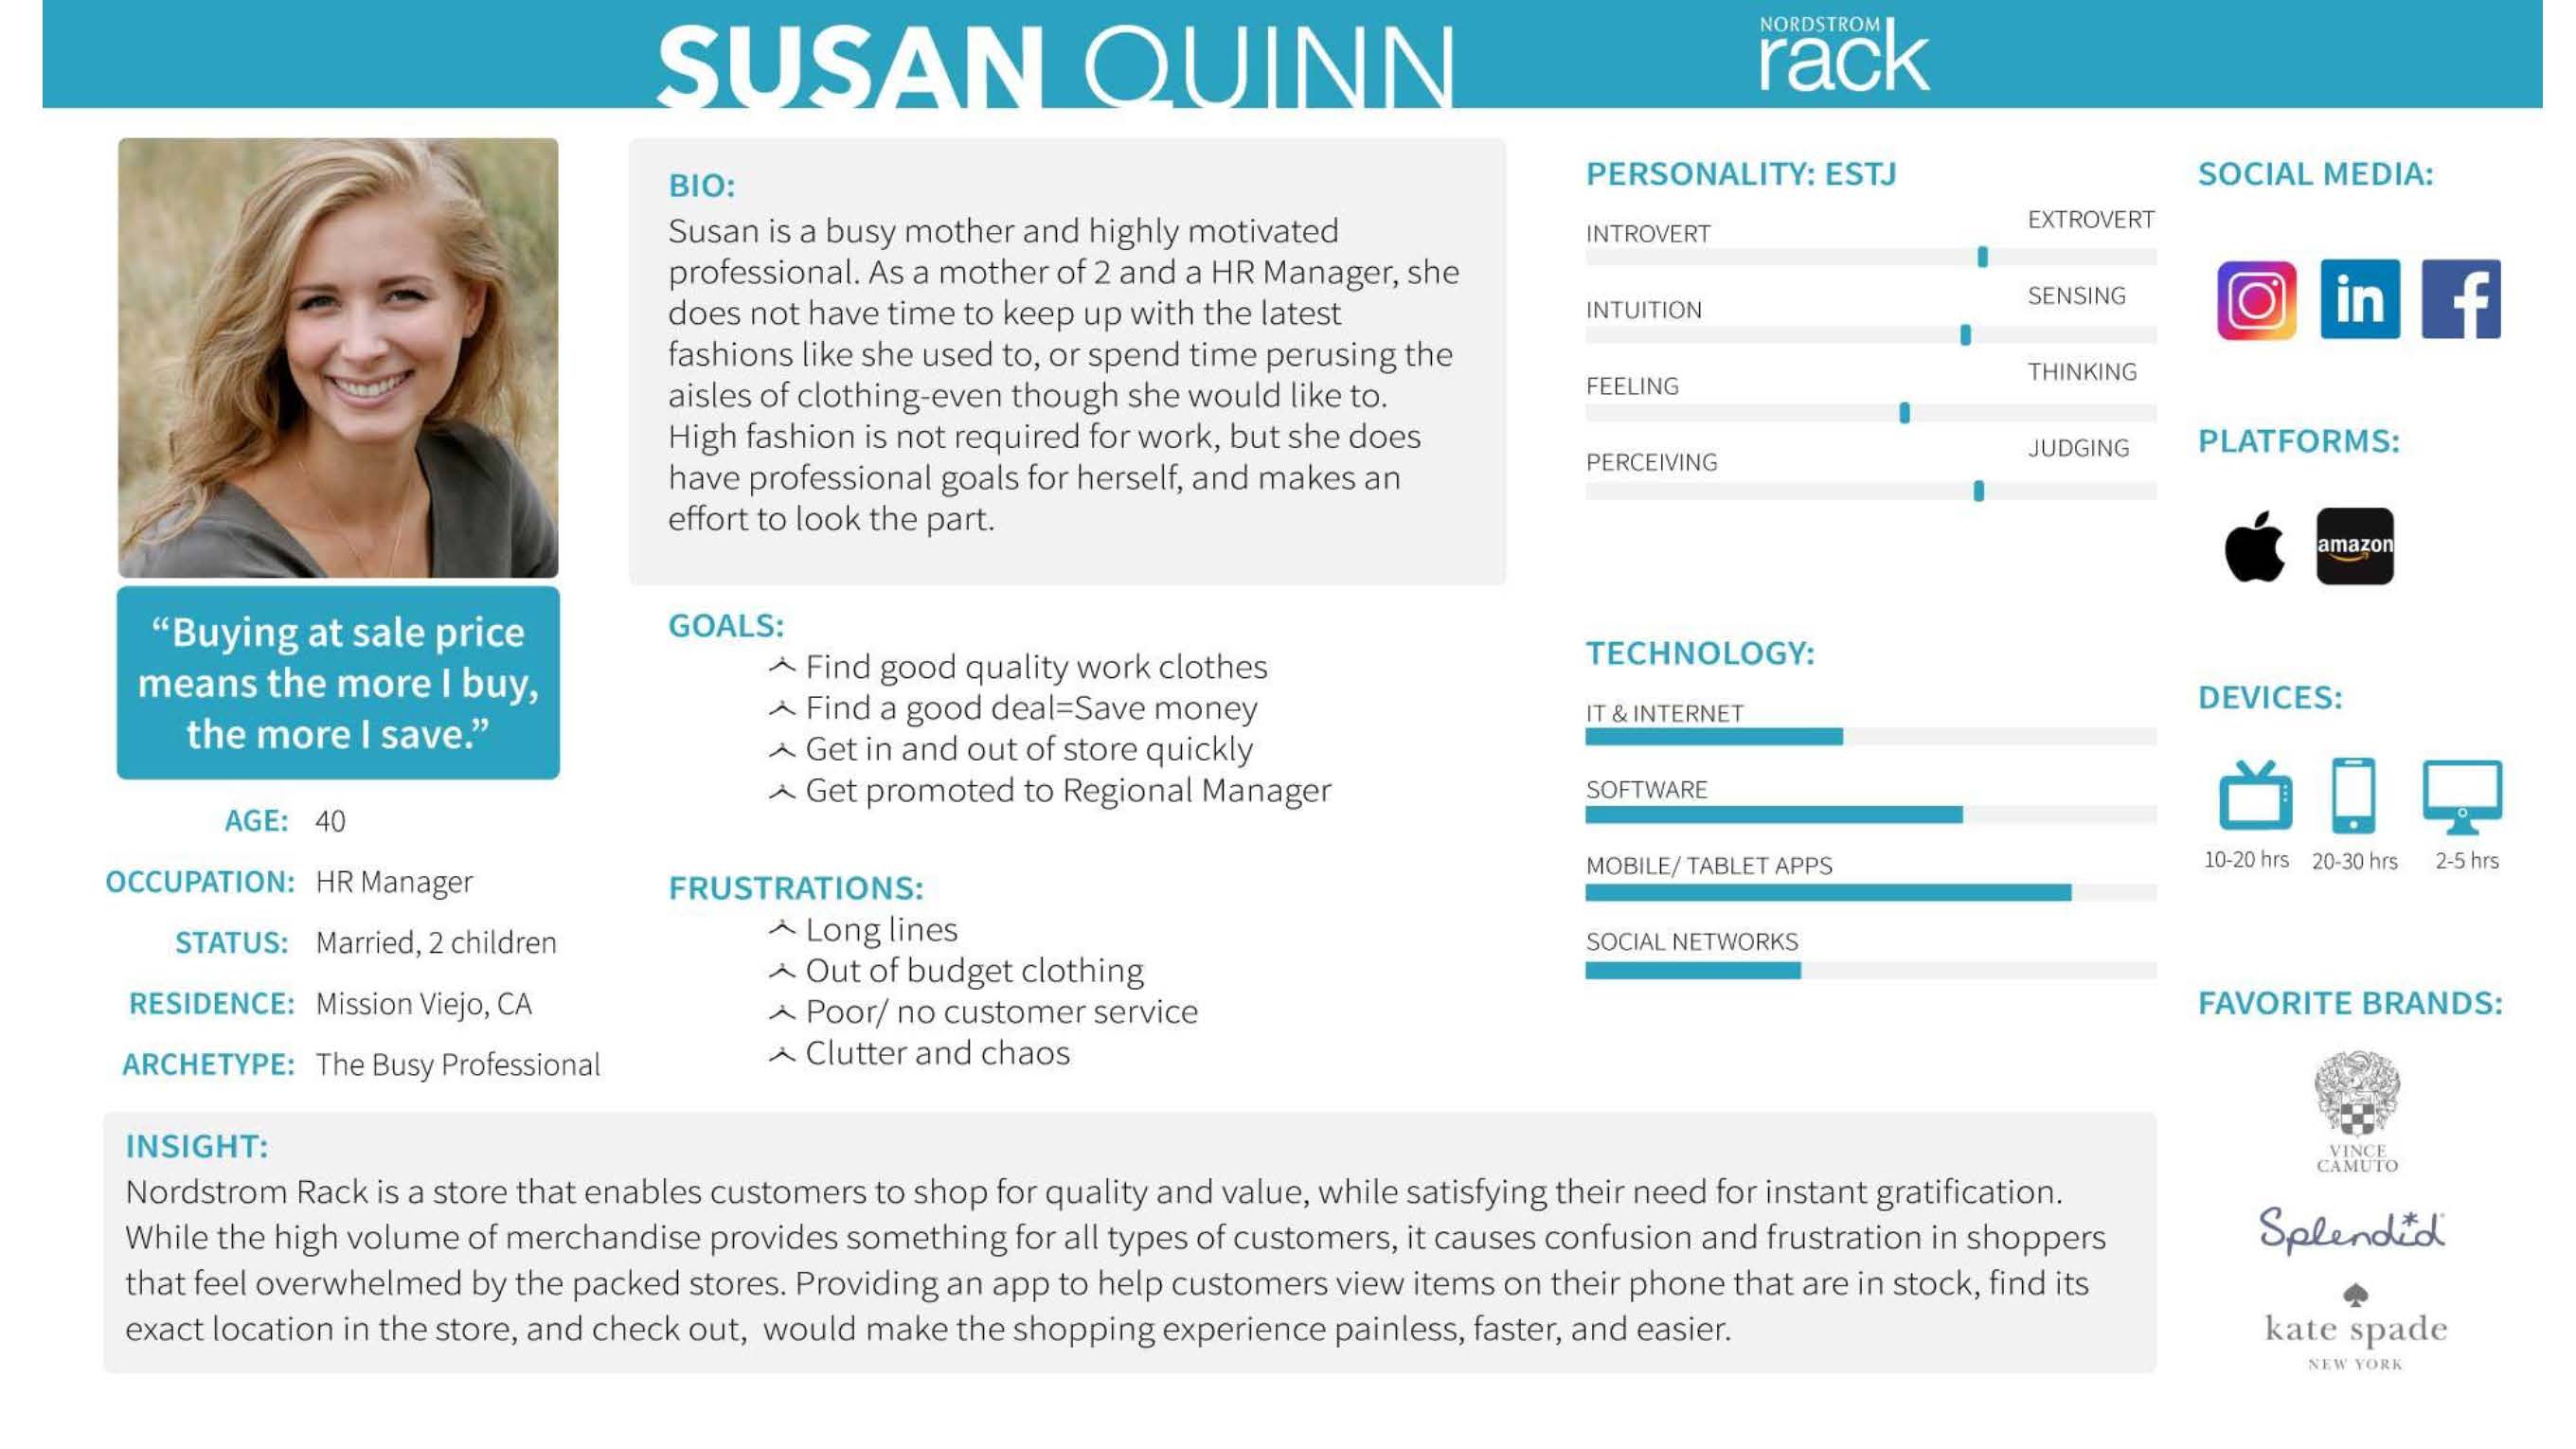 SUSAN QUINN
NORDSTROM
rack
“Buying at sale price
means the more I buy,
the more I save.”
AGE: 40
OCCUPATION: HR Manager
STATUS: Married, 2 children
RESIDENCE: Mission Viejo, CA
ARCHETYPE: The Busy Professional
BIO:
Susan is a busy mother and highly motivated
professional. As a mother of 2 and a HR Manager, she
does not have time to keep up with the latest
fashions like she used to, or spend time perusing the
aisles of clothing-even though she would like to.
High fashion is not required for work, but she does
have professional goals for herself, and makes an
effort to look the part.
GOALS:
Find good quality work clothes
Find a good deal=Save money
Get in and out of store quickly
Get promoted to Regional Manager
FRUSTRATIONS:
Long lines
Out of budget clothing
Poor/ no customer service
Clutter and chaos
PERSONALITY: ESTJ
INTROVERT EXTROVERT
INTUITION SENSING
FEELING THINKING
PERCEIVING JUDGING
TECHNOLOGY:
IT & INTERNET
SOFTWARE
MOBILE/ TABLET APPS
SOCIAL NETWORKS
SOCIAL MEDIA:
in f
PLATFORMS:
amazon
DEVICES:
10-20 hrs 20-30 hrs 2-5 hrs
FAVORITE BRANDS:
VINCE
CAMUTO
Splendid
kate spade
NEW YORK
INSIGHT:
Nordstrom Rack is a store that enables customers to shop for quality and value, while satisfying their need for instant gratification.
While the high volume of merchandise provides something for all types of customers, it causes confusion and frustration in shoppers
that feel overwhelmed by the packed stores. Providing an app to help customers view items on their phone that are in stock, find its
exact location in the store, and check out, would make the shopping experience painless, faster, and easier.